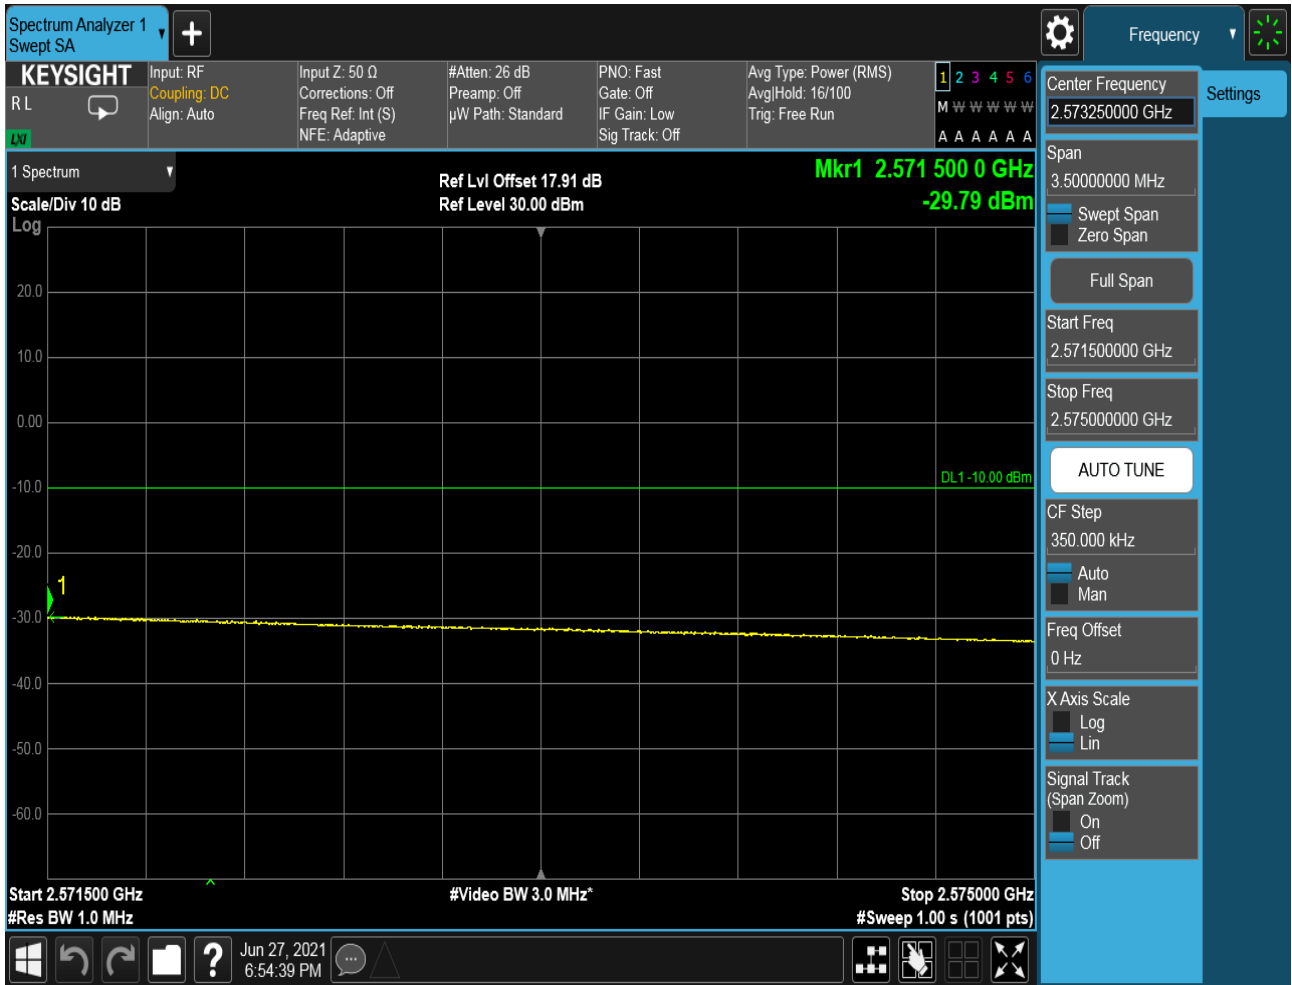 Spectrum Analyzer 1
Swept SA
Frequency
KEYSIGHT
R L
LXI
Input: RF
Coupling: DC
Align: Auto
Input Z: 50 Ω
Corrections: Off
Freq Ref: Int (S)
NFE: Adaptive
#Atten: 26 dB
Preamp: Off
µW Path: Standard
PNO: Fast
Gate: Off
IF Gain: Low
Sig Track: Off
Avg Type: Power (RMS)
Avg|Hold: 16/100
Trig: Free Run
1 2 3 4 5 6
M W W W W W
A A A A A A
1 Spectrum
Scale/Div 10 dB
Log
Ref Lvl Offset 17.91 dB
Ref Level 30.00 dBm
Mkr1 2.571 500 0 GHz
-29.79 dBm
20.0
10.0
0.00
-10.0
-20.0
-30.0
-40.0
-50.0
-60.0
DL1 -10.00 dBm
1
Start 2.571500 GHz
#Res BW 1.0 MHz
#Video BW 3.0 MHz*
Stop 2.575000 GHz
#Sweep 1.00 s (1001 pts)
Jun 27, 2021
6:54:39 PM
?
Center Frequency
2.573250000 GHz
Settings
Span
3.50000000 MHz
Swept Span
Zero Span
Full Span
Start Freq
2.571500000 GHz
Stop Freq
2.575000000 GHz
AUTO TUNE
CF Step
350.000 kHz
Auto
Man
Freq Offset
0 Hz
X Axis Scale
Log
Lin
Signal Track
(Span Zoom)
On
Off